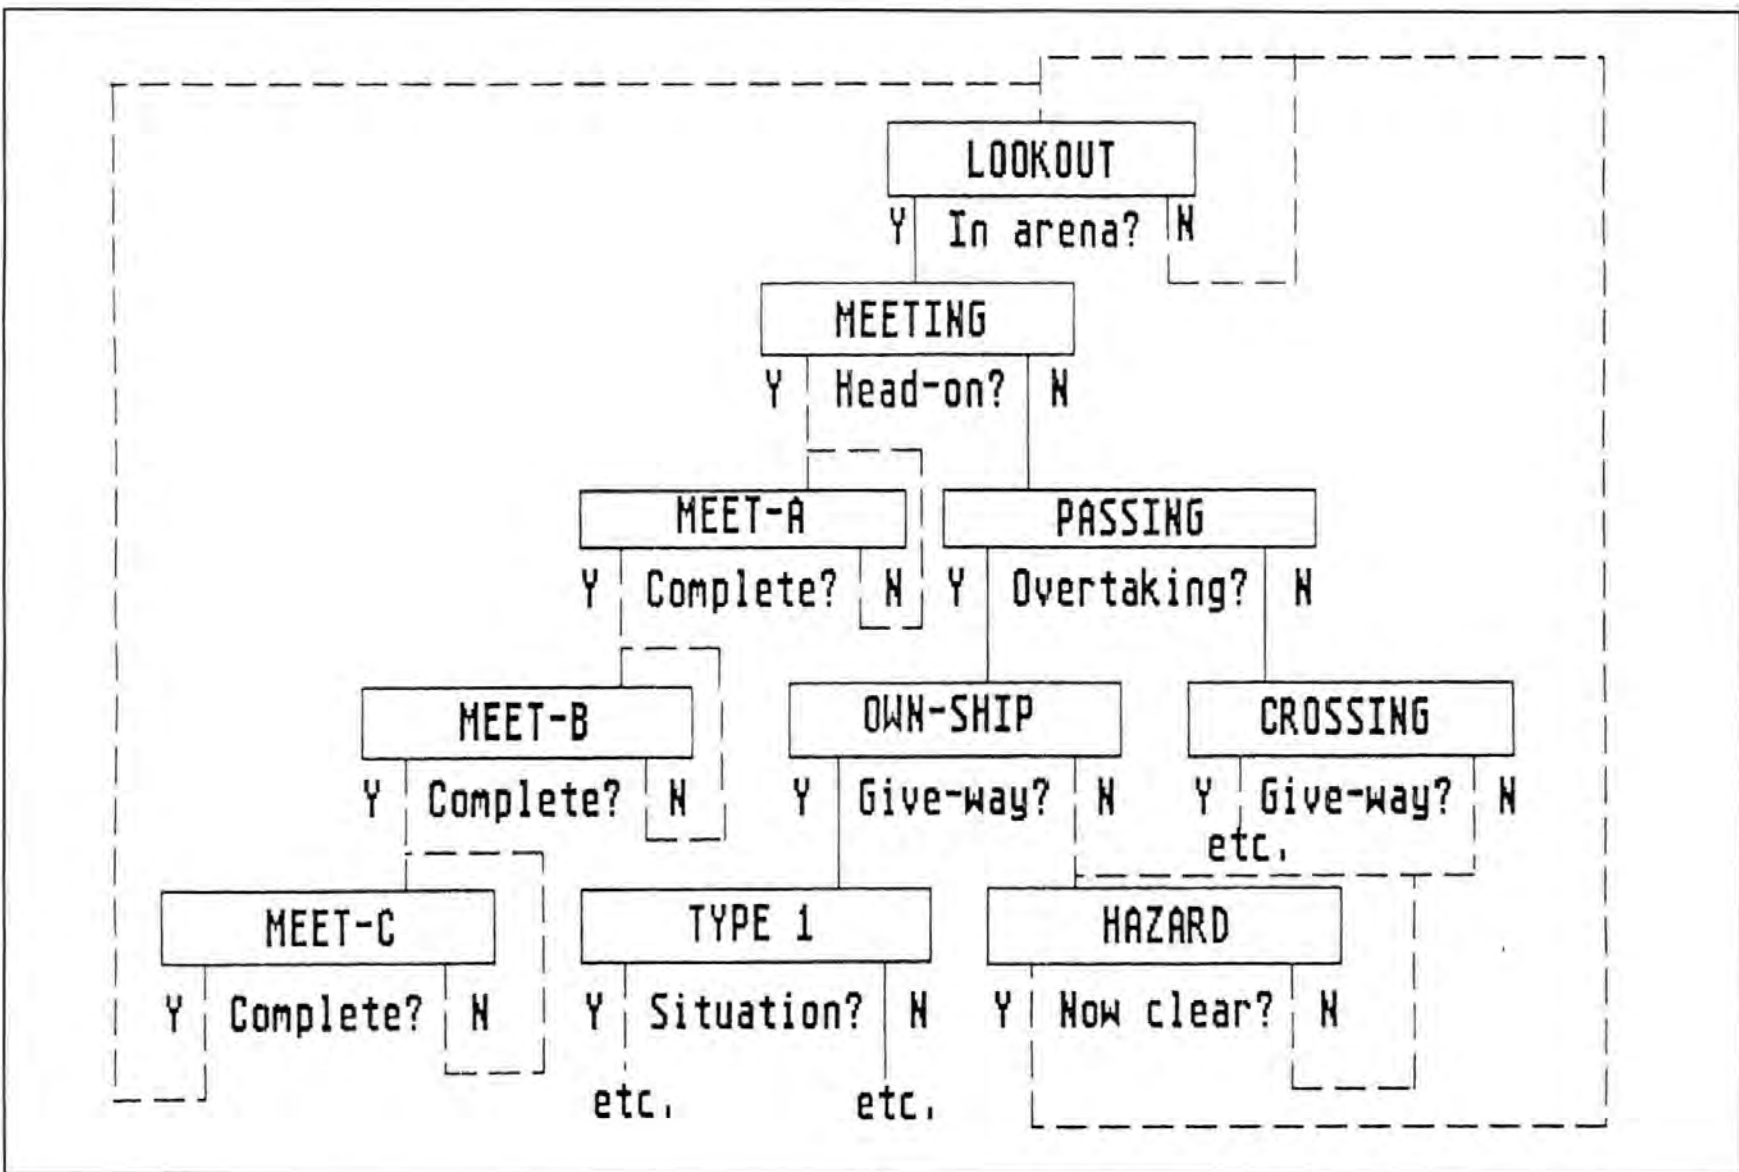 LOOKOUT
Y In arena? N
MEETING
Y Head-on? N
MEET-A PASSING
Y Complete? N Y Overtaking? N
MEET-B OWN-SHIP CROSSING
Y Complete? N Y Give-way? N Y Give-way? N
etc.
MEET-C TYPE 1 HAZARD
Y Complete? N Y Situation? N Y Now clear? N
etc. etc.